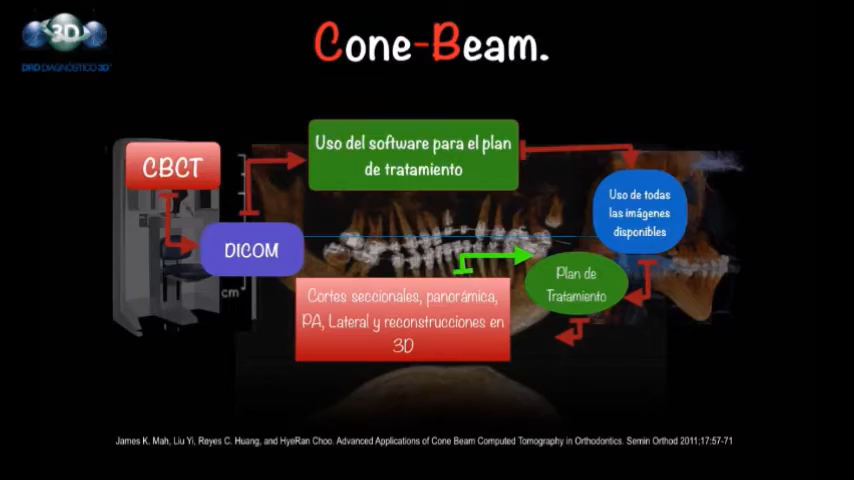 3D
DRD DIAGNÓSTICO 3D
Cone-Beam.
CBCT
Uso del software para el plan
de tratamiento
Uso de todas
las imágenes
disponibles
DICOM
cm
Plan de
Tratamiento
Cortes seccionales, panorámica,
PA, Lateral y reconstrucciones en
3D
James K. Mah, Liu Yi, Reyes C. Huang, and HyeRan Choo. Advanced Applications of Cone Beam Computed Tomography in Orthodontics. Semin Orthod 2011;17:57-71